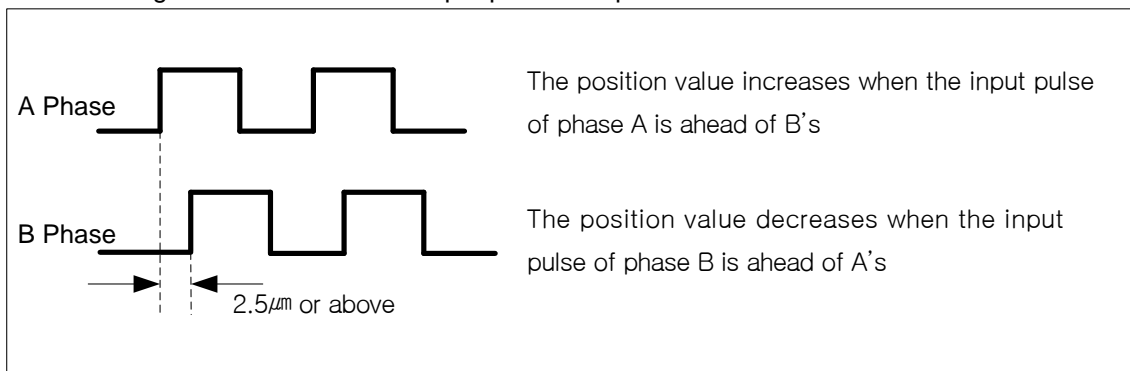 A Phase
The position value increases when the input pulse
of phase A is ahead of B's
B Phase
The position value decreases when the input
pulse of phase B is ahead of A's
2.5㎛ or above